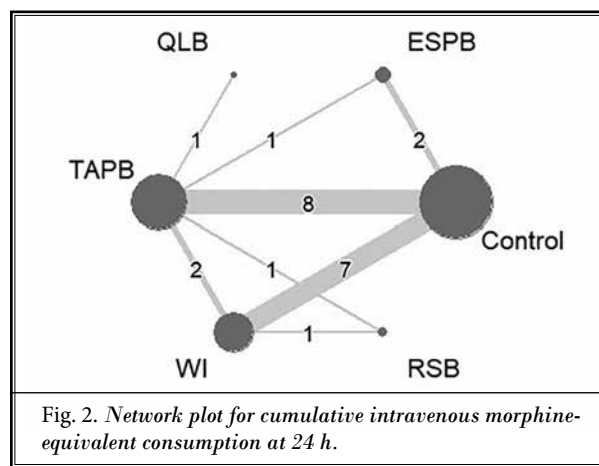 QLB
ESPB
1
1
2
TAPB
8
Control
2
1
7
1
WI
RSB
Fig. 2. Network plot for cumulative intravenous morphine-
equivalent consumption at 24 h.